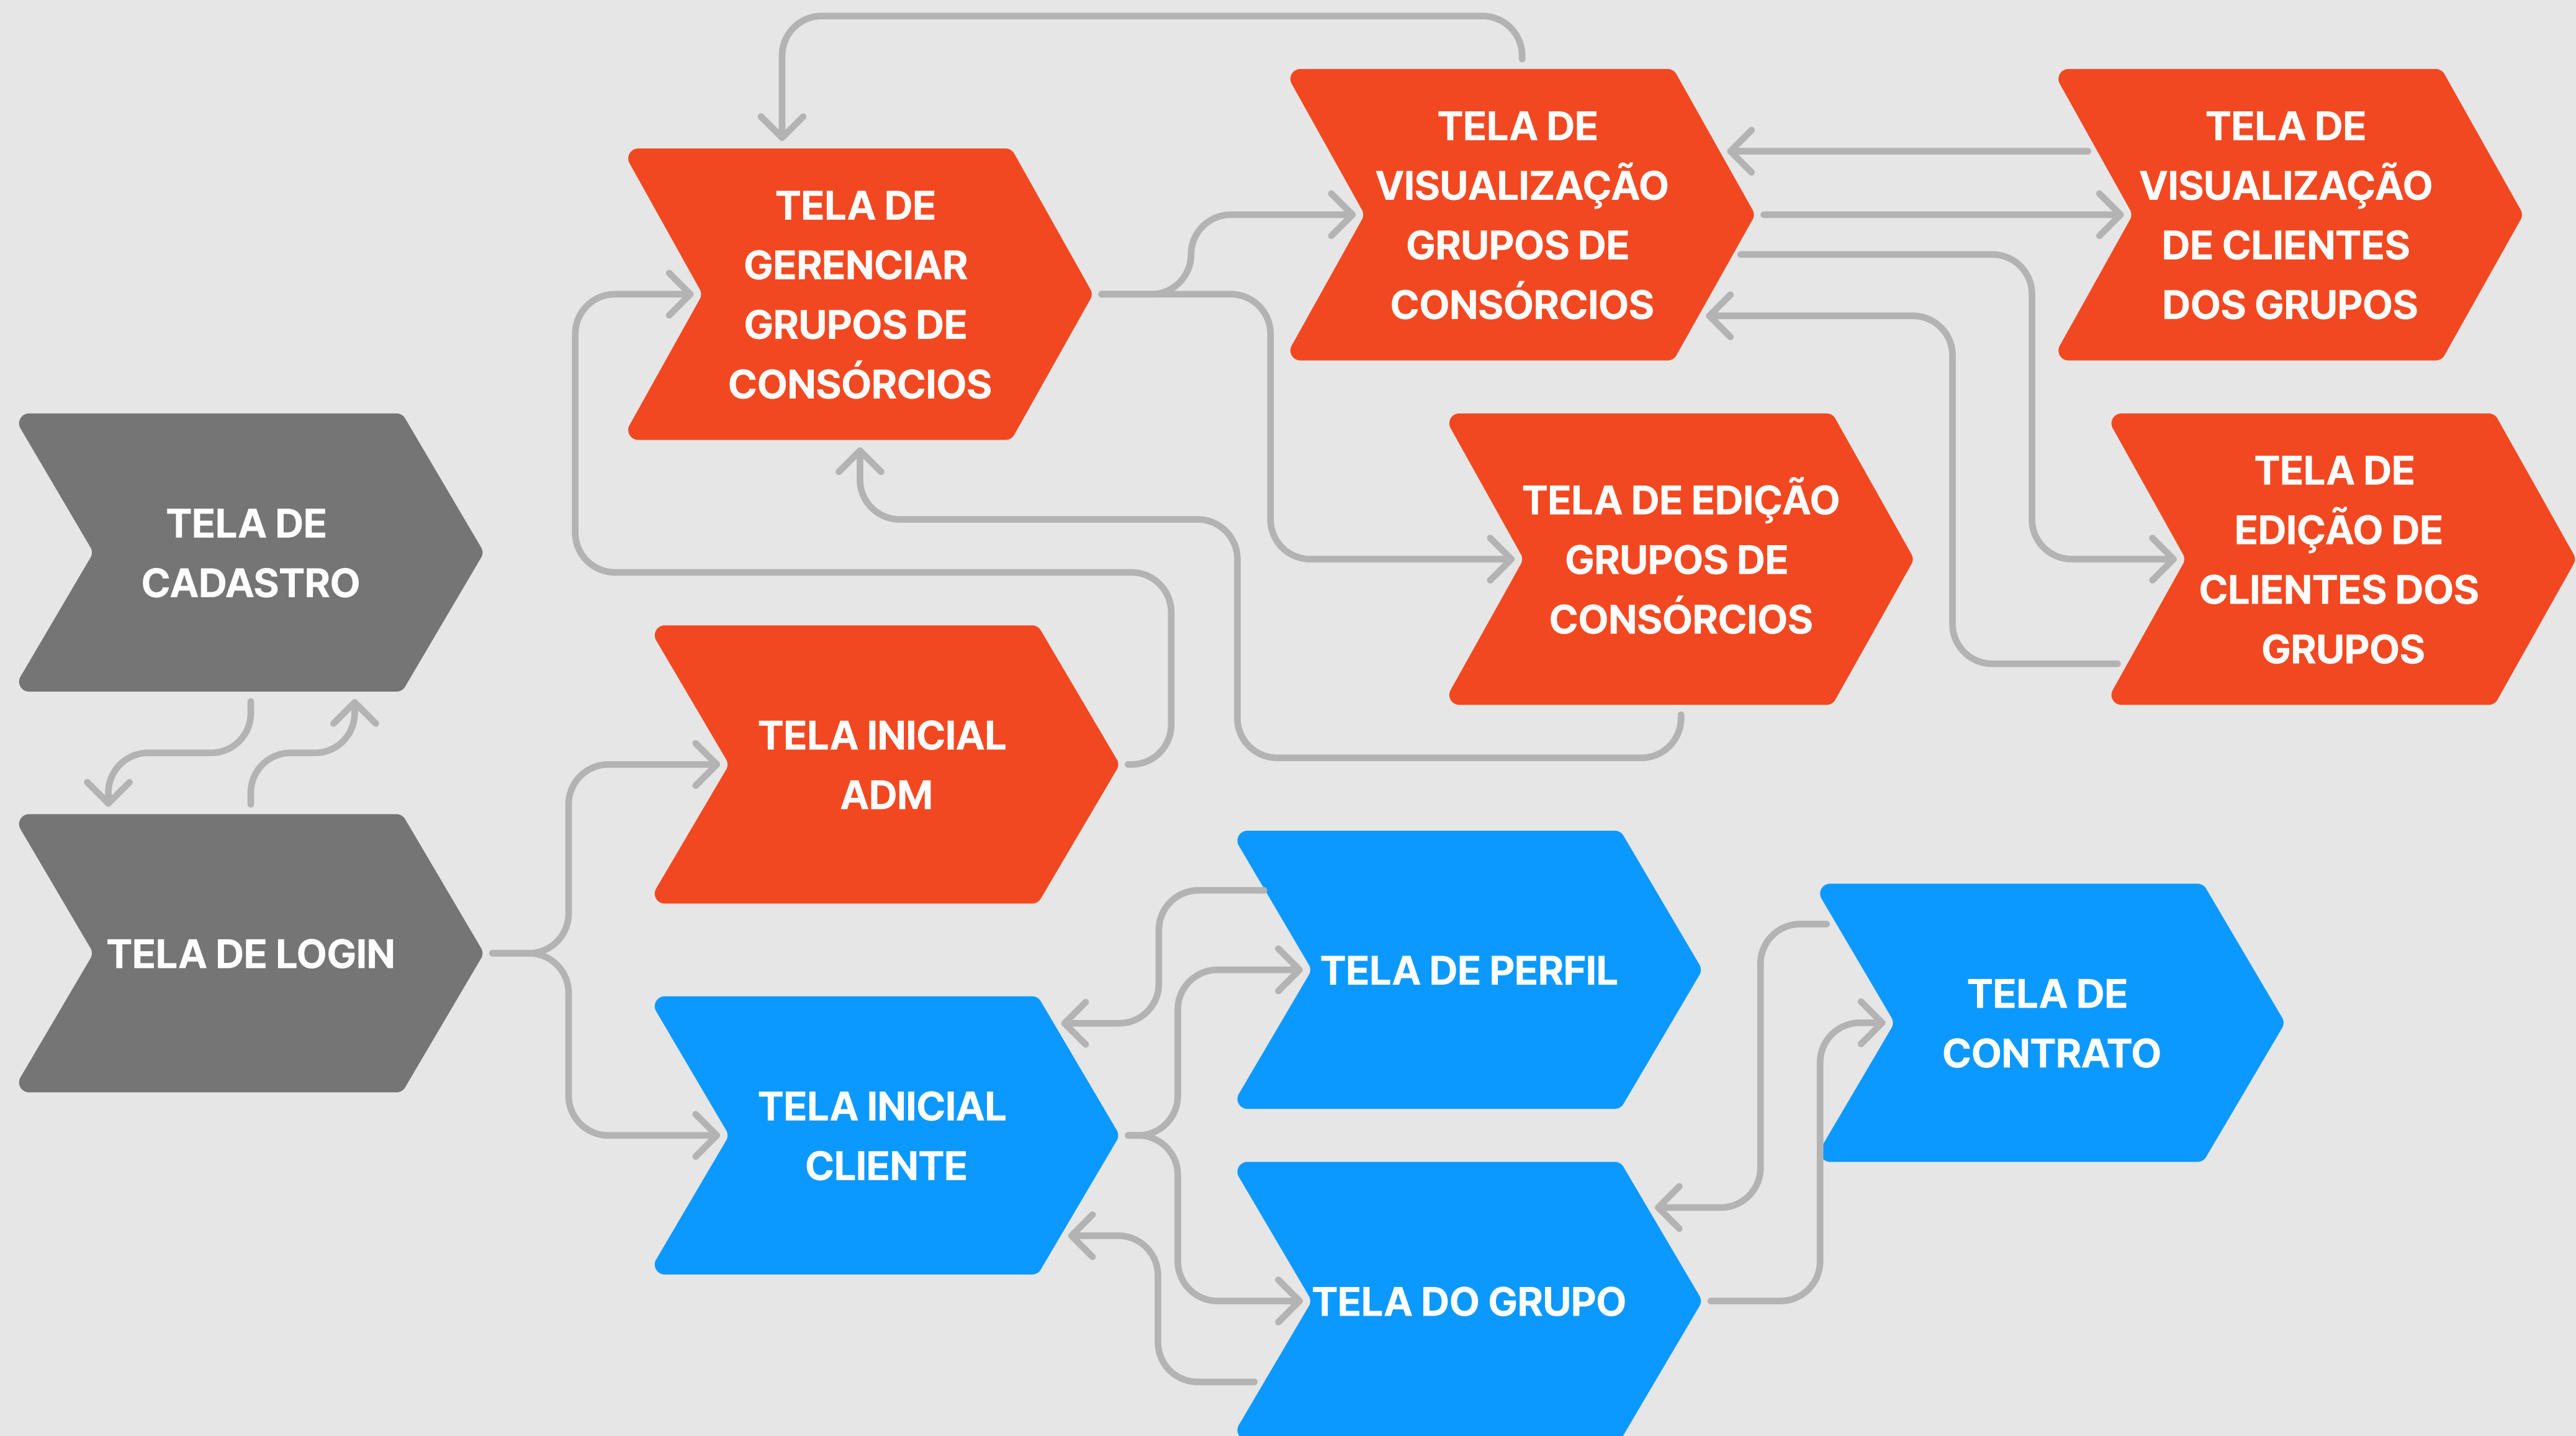 TELA DE
VISUALIZAÇÃO
GRUPOS DE
CONSÓRCIOS
TELA DE
VISUALIZAÇÃO
DE CLIENTES
DOS GRUPOS
TELA DE
GERENCIAR
GRUPOS DE
CONSÓRCIOS
TELA DE
CADASTRO
TELA DE EDIÇÃO
GRUPOS DE
CONSÓRCIOS
TELA DE
EDIÇÃO DE
CLIENTES DOS
GRUPOS
TELA INICIAL
ADM
TELA DE LOGIN
TELA DE PERFIL
TELA DE
CONTRATO
TELA INICIAL
CLIENTE
TELA DO GRUPO